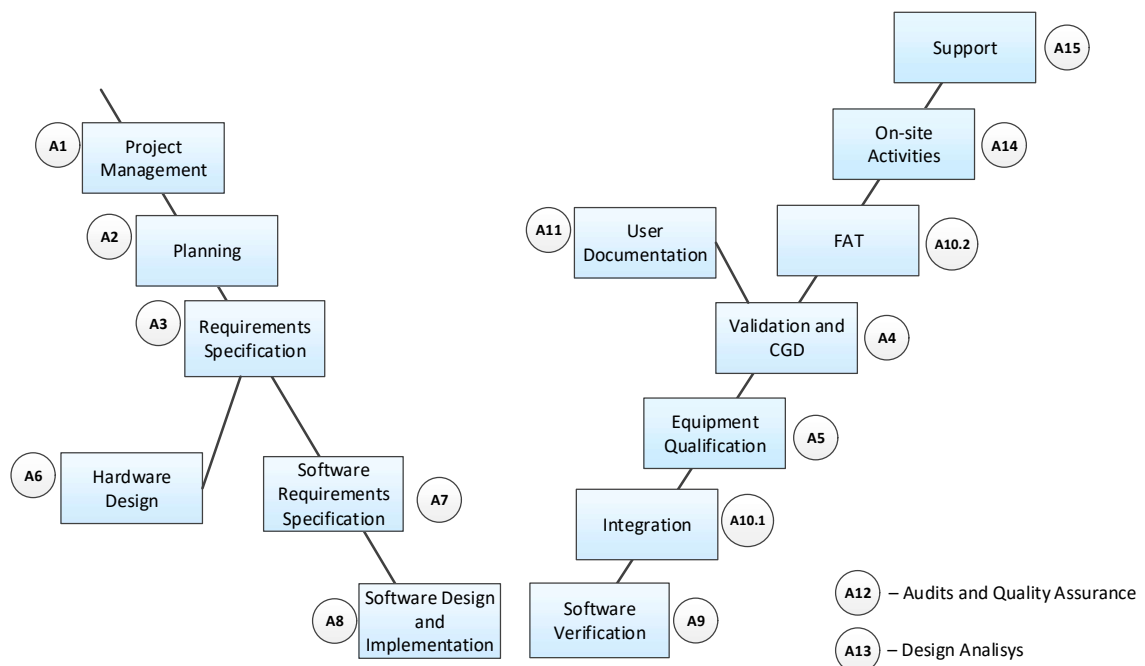 A1
Project
Management
A2
Planning
A3
Requirements
Specification
A6
Hardware
Design
Software
Requirements
Specification
A7
A8
Software Design
and
Implementation
Support
A15
On-site
Activities
A14
A11
User
Documentation
FAT
A10.2
Validation and
CGD
A4
Equipment
Qualification
A5
Integration
A10.1
Software
Verification
A9
A12 – Audits and Quality Assurance
A13 – Design Analisys